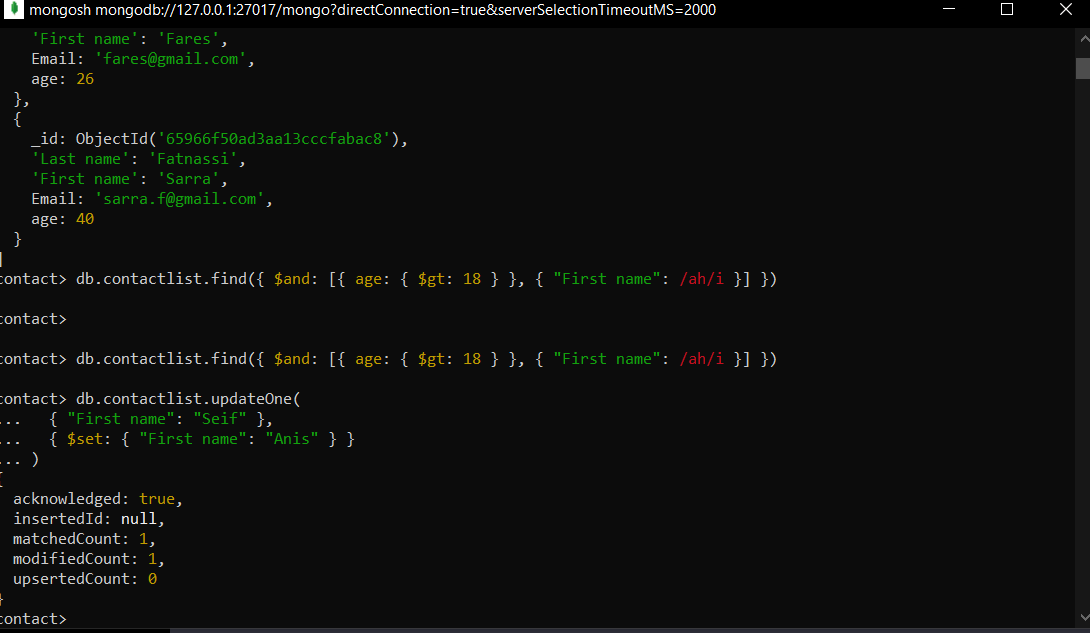 mongosh mongodb://127.0.0.1:27017/mongo?directConnection=true&serverSelectionTimeoutMS=2000
'First name': 'Fares',
Email: 'fares@gmail.com',
age: 26
},
{
_id: ObjectId('65966f50ad3aa13cccfabac8'),
'Last name': 'Fatnassi',
'First name': 'Sarra',
Email: 'sarra.f@gmail.com',
age: 40
}
]
contact> db.contactlist.find({ $and: [{ age: { $gt: 18 } }, { "First name": /ah/i }] })
contact>
contact> db.contactlist.find({ $and: [{ age: { $gt: 18 } }, { "First name": /ah/i }] })
contact> db.contactlist.updateOne(
... { "First name": "Seif" },
... { $set: { "First name": "Anis" } }
... )
{
acknowledged: true,
insertedId: null,
matchedCount: 1,
modifiedCount: 1,
upsertedCount: 0
}
contact>